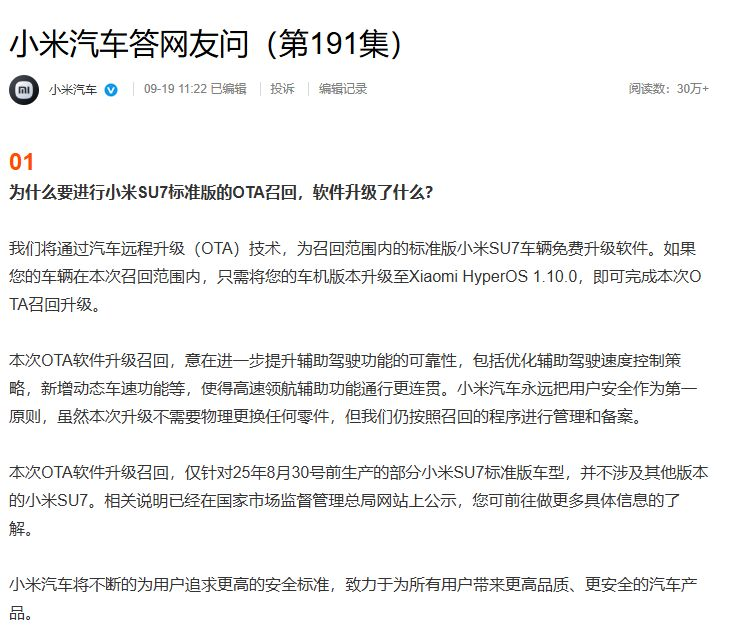 小米汽车答网友问（第191集）
小米汽车 09-19 11:22 已编辑 投诉 编辑记录 阅读数：30万+
01
为什么要进行小米SU7标准版的OTA召回，软件升级了什么？
我们将通过汽车远程升级（OTA）技术，为召回范围内的标准版小米SU7车辆免费升级软件。如果
您的车辆在本次召回范围内，只需将您的车机版本升级至Xiaomi HyperOS 1.10.0，即可完成本次O
TA召回升级。
本次OTA软件升级召回，意在进一步提升辅助驾驶功能的可靠性，包括优化辅助驾驶速度控制策
略，新增动态车速功能等，使得高速领航辅助功能通行更连贯。小米汽车永远把用户安全作为第一
原则，虽然本次升级不需要物理更换任何零件，但我们仍按照召回的程序进行管理和备案。
本次OTA软件升级召回，仅针对25年8月30号前生产的部分小米SU7标准版车型，并不涉及其他版本
的小米SU7。相关说明已经在国家市场监督管理总局网站上公示，您可前往做更多具体信息的了
解。
小米汽车将不断的为用户追求更高的安全标准，致力于为所有用户带来更高品质、更安全的汽车产
品。